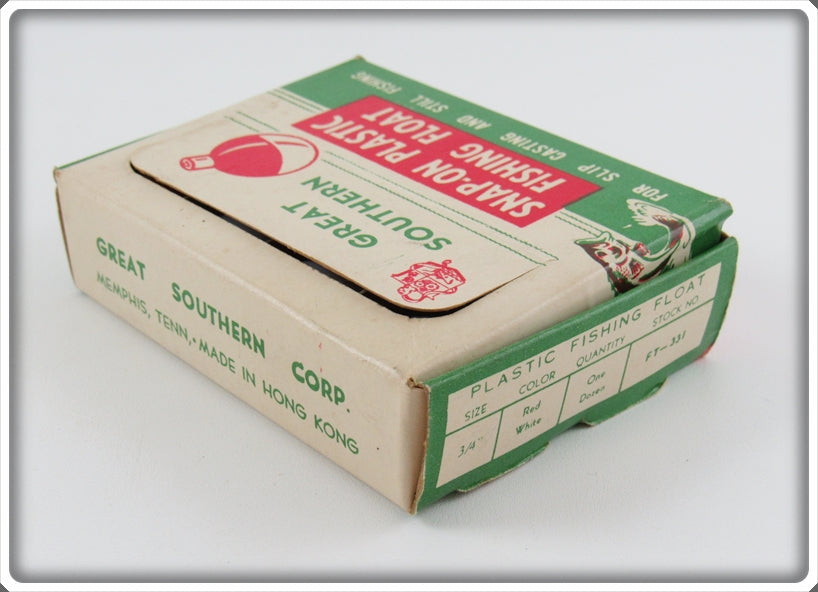 FOR SLIP CASTING AND STILL FISHING
SNAP-ON PLASTIC
FISHING FLOAT
GREAT
SOUTHERN
GREAT SOUTHERN CORP.
MEMPHIS, TENN. • MADE IN HONG KONG
PLASTIC FISHING FLOAT
SIZE COLOR QUANTITY STOCK NO.
3/4" Red White One Dozen FT-331